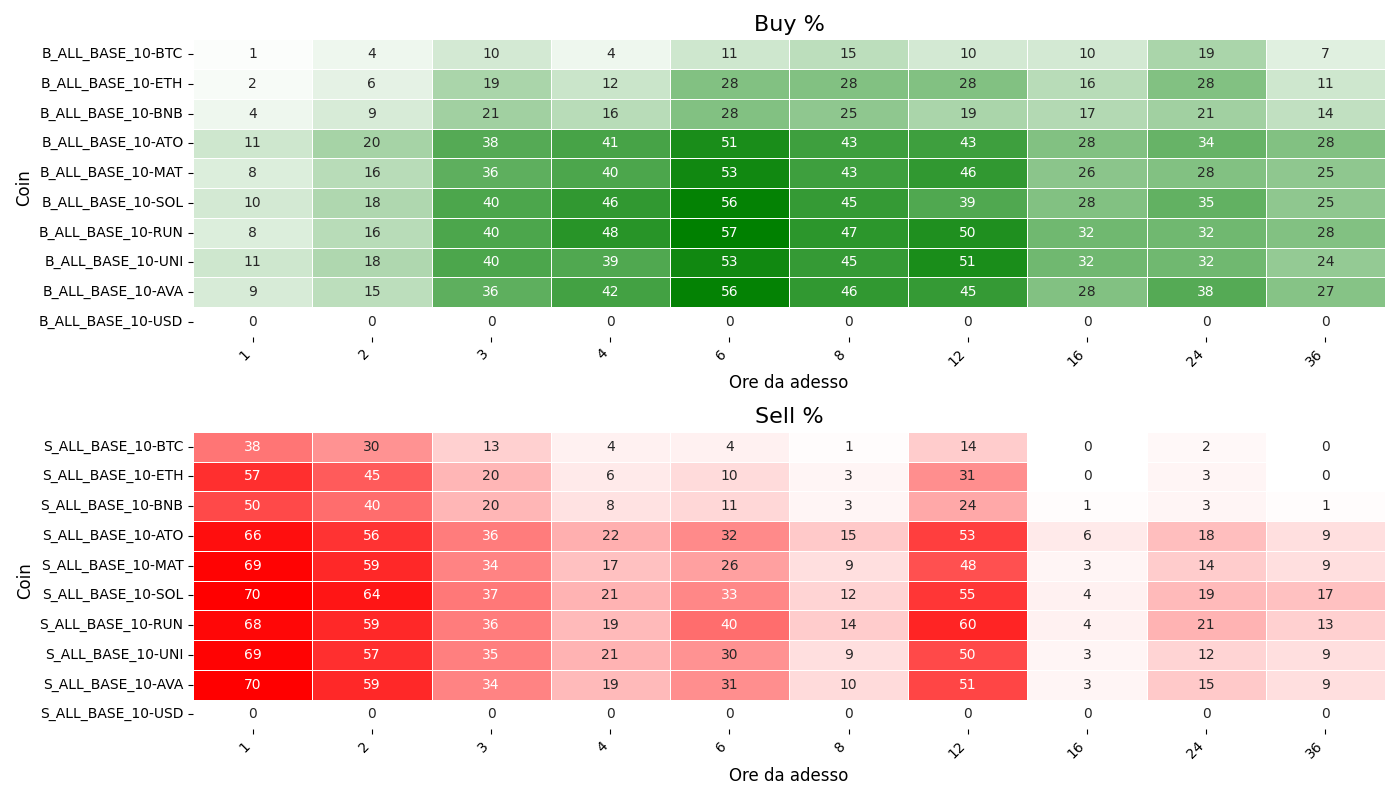 Buy %
Coin
B_ALL_BASE_10-BTC 1 4 10 4 11 15 10 10 19 7
B_ALL_BASE_10-ETH 2 6 19 12 28 28 28 16 28 11
B_ALL_BASE_10-BNB 4 9 21 16 28 25 19 17 21 14
B_ALL_BASE_10-ATO 11 20 38 41 51 43 43 28 34 28
B_ALL_BASE_10-MAT 8 16 36 40 53 43 46 26 28 25
B_ALL_BASE_10-SOL 10 18 40 46 56 45 39 28 35 25
B_ALL_BASE_10-RUN 8 16 40 48 57 47 50 32 32 28
B_ALL_BASE_10-UNI 11 18 40 39 53 45 51 32 32 24
B_ALL_BASE_10-AVA 9 15 36 42 56 46 45 28 38 27
B_ALL_BASE_10-USD 0 0 0 0 0 0 0 0 0 0
1 2 3 4 6 8 12 16 24 36
Ore da adesso
Sell %
Coin
S_ALL_BASE_10-BTC 38 30 13 4 4 1 14 0 2 0
S_ALL_BASE_10-ETH 57 45 20 6 10 3 31 0 3 0
S_ALL_BASE_10-BNB 50 40 20 8 11 3 24 1 3 1
S_ALL_BASE_10-ATO 66 56 36 22 32 15 53 6 18 9
S_ALL_BASE_10-MAT 69 59 34 17 26 9 48 3 14 9
S_ALL_BASE_10-SOL 70 64 37 21 33 12 55 4 19 17
S_ALL_BASE_10-RUN 68 59 36 19 40 14 60 4 21 13
S_ALL_BASE_10-UNI 69 57 35 21 30 9 50 3 12 9
S_ALL_BASE_10-AVA 70 59 34 19 31 10 51 3 15 9
S_ALL_BASE_10-USD 0 0 0 0 0 0 0 0 0 0
1 2 3 4 6 8 12 16 24 36
Ore da adesso